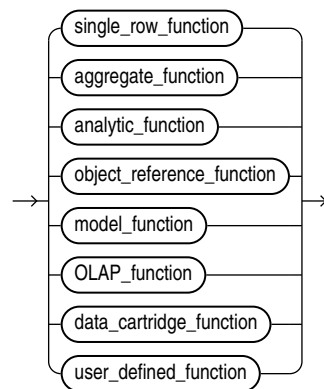 single_row_function
aggregate_function
analytic_function
object_reference_function
model_function
OLAP_function
data_cartridge_function
user_defined_function